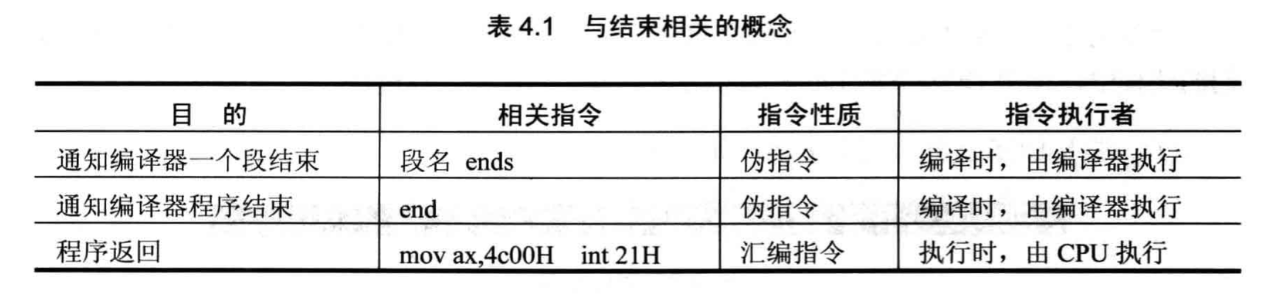 表 4.1 与结束相关的概念
目 的 相关指令 指令性质 指令执行者
通知编译器一个段结束 段名 ends 伪指令 编译时，由编译器执行
通知编译器程序结束 end 伪指令 编译时，由编译器执行
程序返回 mov ax,4c00H int 21H 汇编指令 执行时，由 CPU 执行